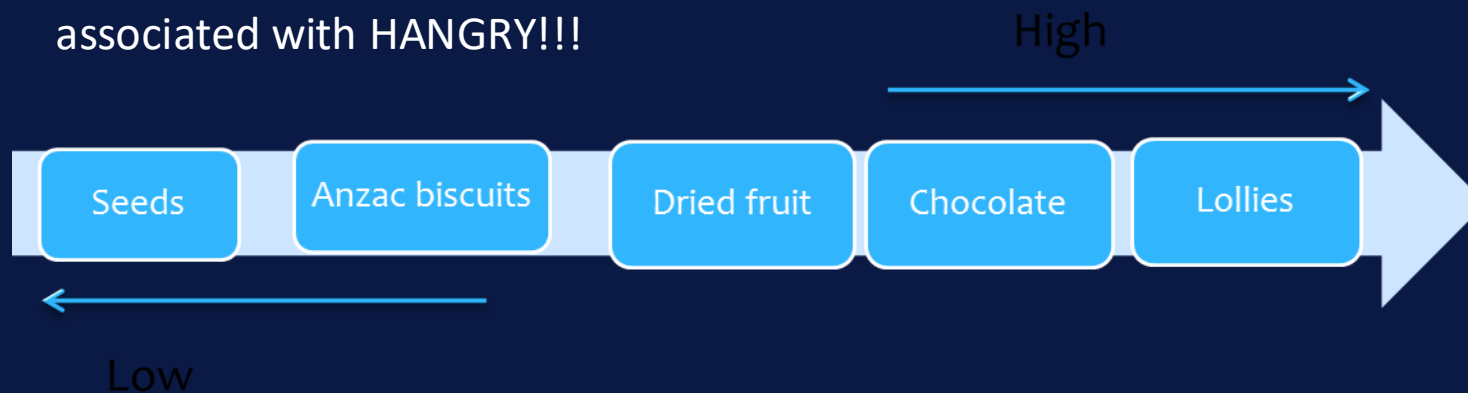 associated with HANGRY!!!
High
Seeds
Anzac biscuits
Dried fruit
Chocolate
Lollies
Low